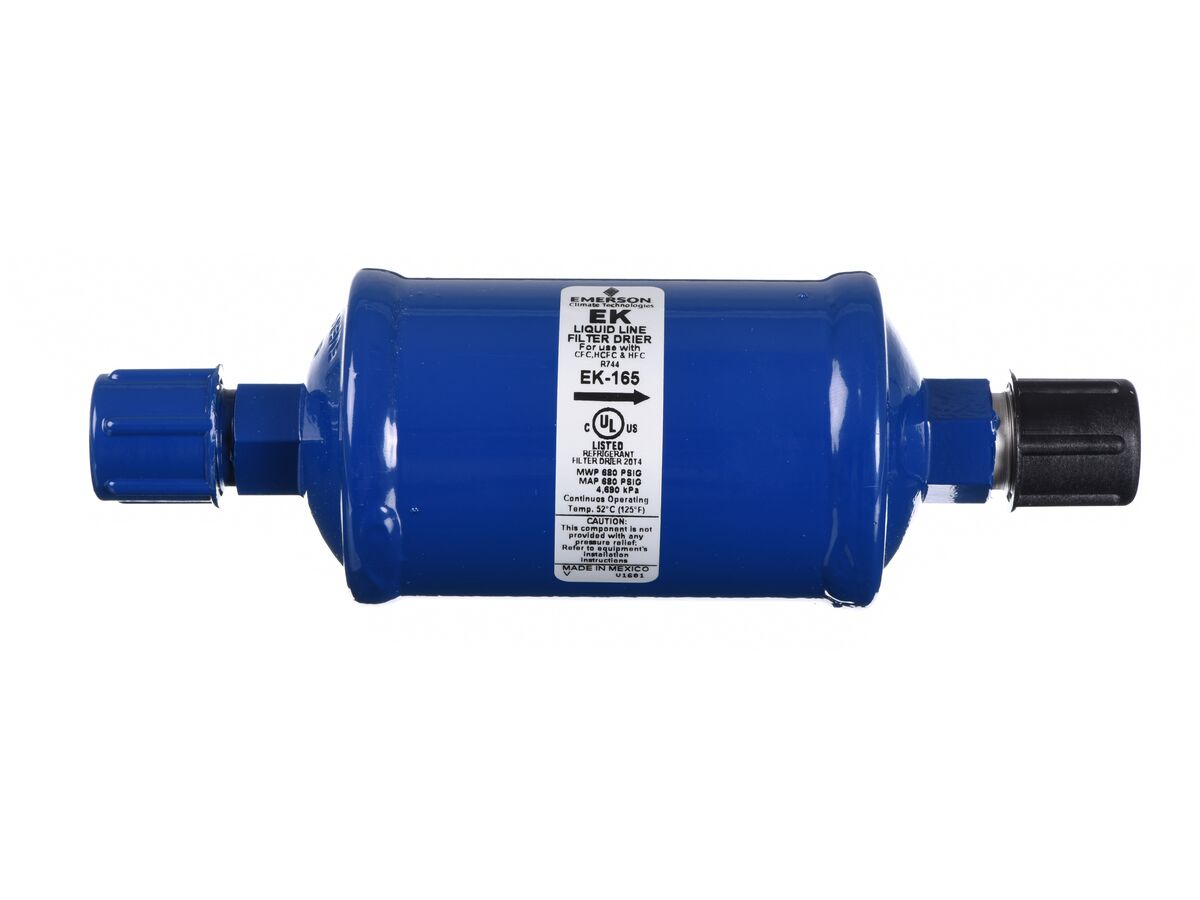 EMERSON
Climate Technologies
EK
LIQUID LINE
FILTER DRIER
For use with
CFC, HCFC & HFC
R744
EK-165
C UL US
LISTED
REFRIGERANT
FILTER DRIER 20T4
MWP 680 PSIG
MAP 680 PSIG
4,690 kPa
Continuos Operating
Temp. 52°C (125°F)
CAUTION:
This component is not
provided with any
pressure relief:
Refer to equipment's
installation
instructions
MADE IN MEXICO
V U1601